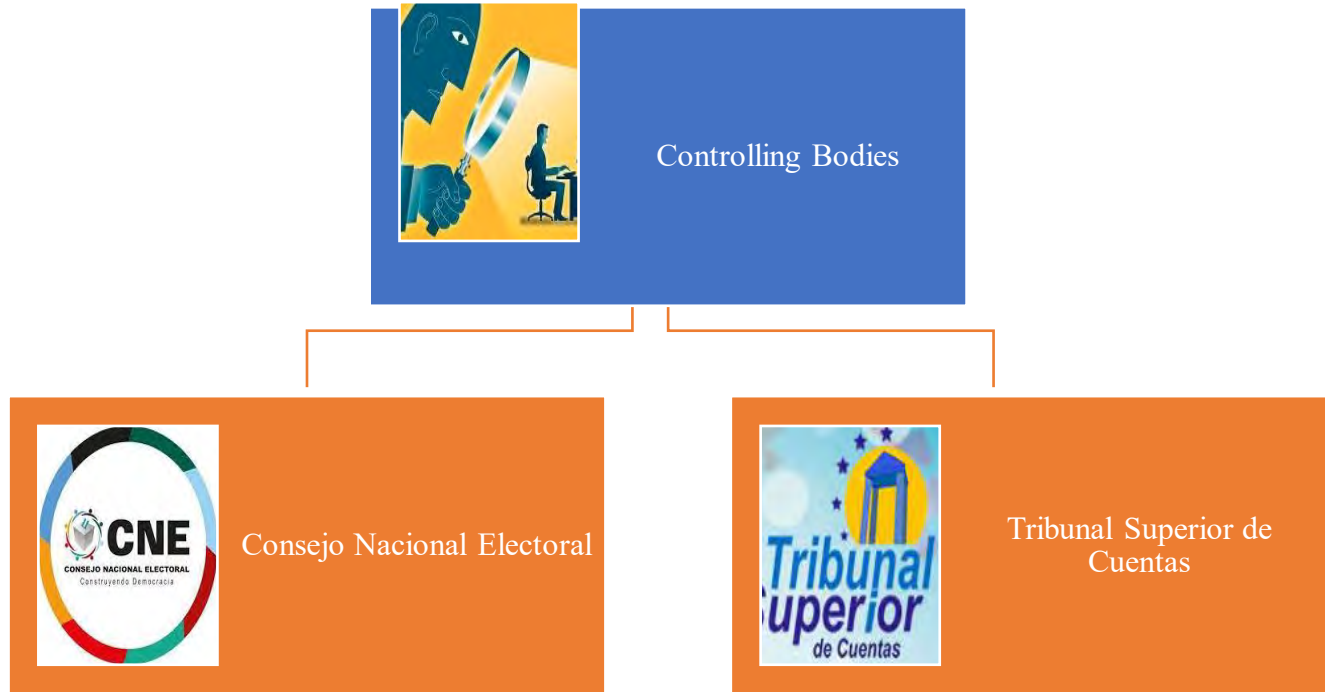 Controlling Bodies
CNE
CONSEJO NACIONAL ELECTORAL
Construyendo Democracia
Consejo Nacional Electoral
Tribunal
Superior
de Cuentas
Tribunal Superior de
Cuentas